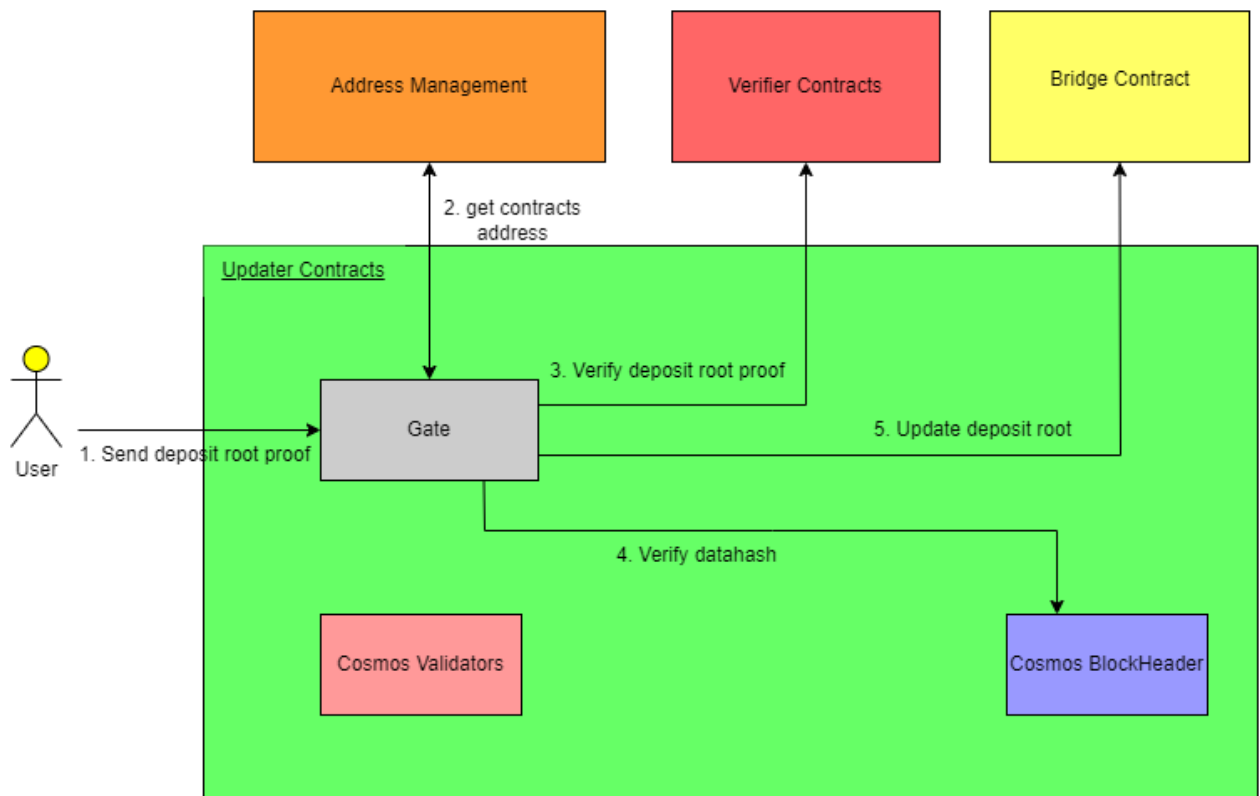 Address Management
Verifier Contracts
Bridge Contract
2. get contracts
address
Updater Contracts
3. Verify deposit root proof
Gate
5. Update deposit root
1. Send deposit root proof
User
4. Verify datahash
Cosmos Validators
Cosmos BlockHeader